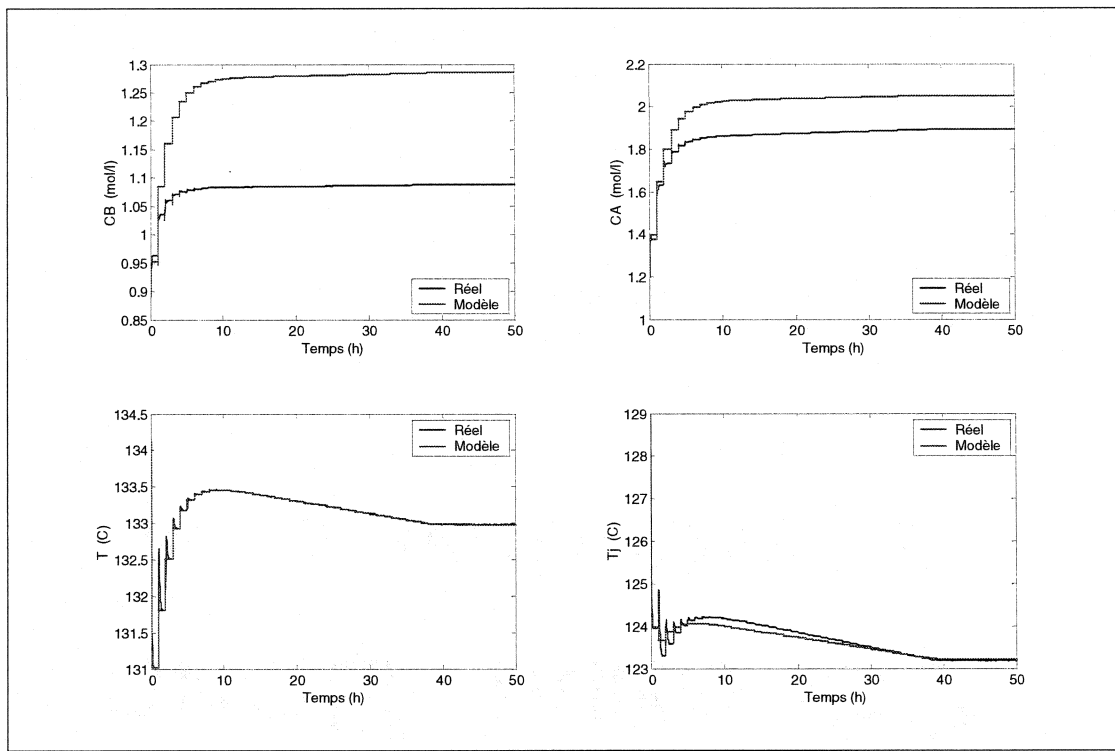 1.3
1.25
1.2
1.15
1.1
1.05
1
0.95
0.9
0.85
CB (mol/l)
0 10 20 30 40 50
Temps (h)
Réel
Modèle
2.2
2
1.8
1.6
1.4
1.2
1
CA (mol/l)
0 10 20 30 40 50
Temps (h)
Réel
Modèle
134.5
134
133.5
133
132.5
132
131.5
131
T (C)
0 10 20 30 40 50
Temps (h)
Réel
Modèle
129
128
127
126
125
124
123
Tj (C)
0 10 20 30 40 50
Temps (h)
Réel
Modèle